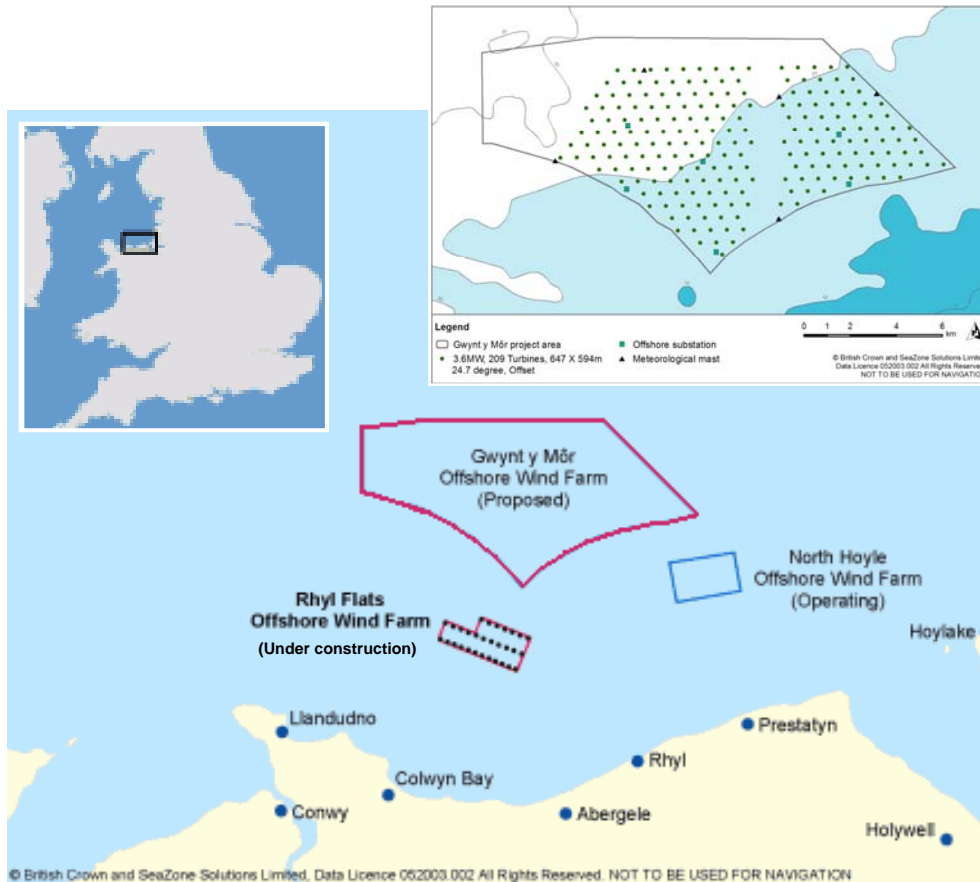 Legend
Gwynt y Môr project area
3.6MW, 209 Turbines, 647 X 594m
24.7 degree, Offset
Offshore substation
Meteorological mast
0 1 2 4 6
km
© British Crown and SeaZone Solutions Limite
Data Licence 052003.002 All Rights Reserve
NOT TO BE USED FOR NAVIGATION
Gwynt y Môr
Offshore Wind Farm
(Proposed)
North Hoyle
Offshore Wind Farm
(Operating)
Rhyl Flats
Offshore Wind Farm
(Under construction)
Hoylake
Llandudno
Prestatyn
Rhyl
Colwyn Bay
Conwy
Abergele
Holywell
© British Crown and SeaZone Solutions Limited, Data Licence 052003.002 All Rights Reserved. NOT TO BE USED FOR NAVIGATION